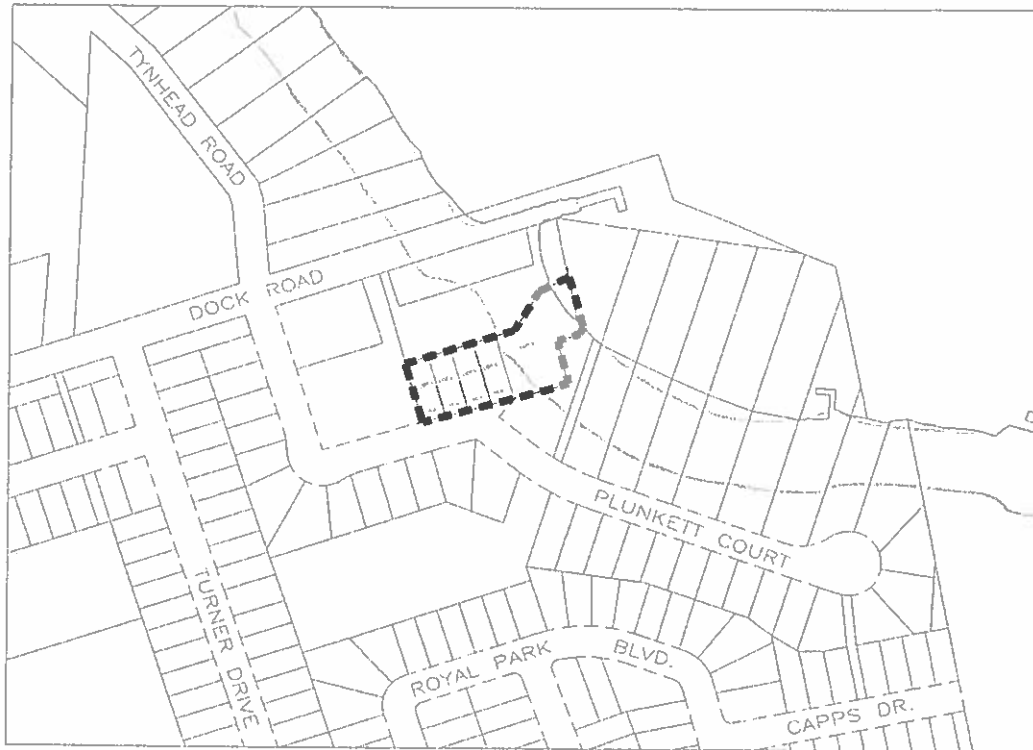 TYNHEAD ROAD
DOCK ROAD
PLUNKETT COURT
TURNER DRIVE
ROYAL PARK BLVD.
CAPPS DR.